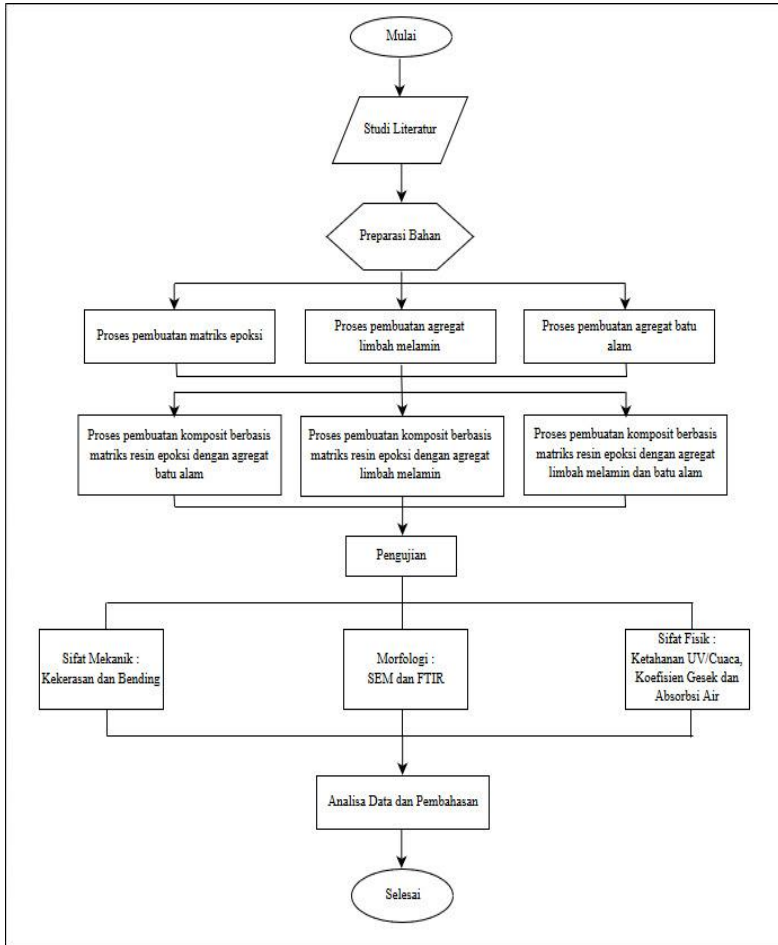 Mulai
Studi Literatur
Preparasi Bahan
Proses pembuatan matriks epoksi
Proses pembuatan agregat
limbah melamin
Proses pembuatan agregat batu
alam
Proses pembuatan komposit berbasis
matriks resin epoksi dengan agregat
batu alam
Proses pembuatan komposit berbasis
matriks resin epoksi dengan agregat
limbah melamin
Proses pembuatan komposit berbasis
matriks resin epoksi dengan agregat
limbah melamin dan batu alam
Pengujian
Sifat Mekanik :
Kekerasan dan Bending
Morfologi :
SEM dan FTIR
Sifat Fisik :
Ketahanan UV/Cuaca,
Koefisien Gesek dan
Absorbsi Air
Analisa Data dan Pembahasan
Selesai